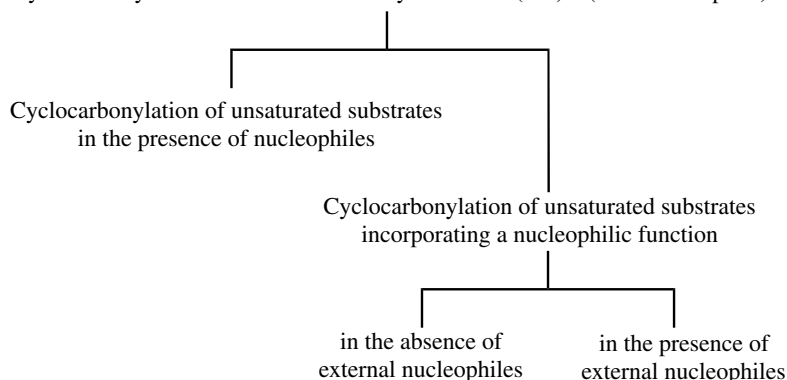 Cyclocarbonylation of unsaturated substrates
in the presence of nucleophiles
Cyclocarbonylation of unsaturated substrates
incorporating a nucleophilic function
in the absence of
external nucleophiles
in the presence of
external nucleophiles